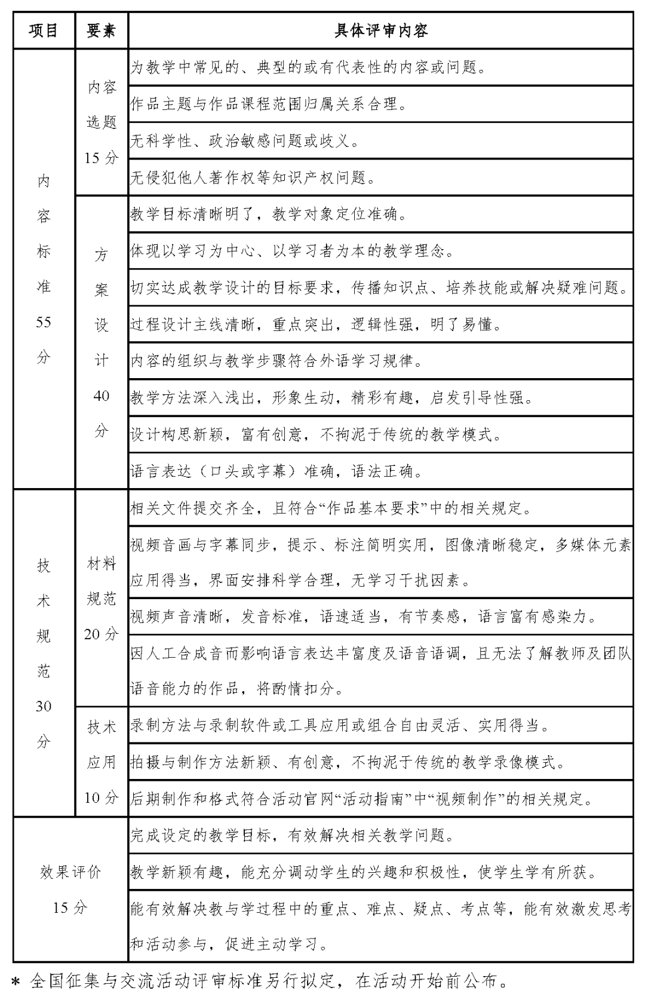 项目 要素 具体评审内容
内容标准55分
内容选题15分
为教学中常见的、典型的或有代表性的内容或问题。
作品主题与作品课程范围归属关系合理。
无科学性、政治敏感问题或歧义。
无侵犯他人著作权等知识产权问题。
方案设计40分
教学目标清晰明了，教学对象定位准确。
体现以学习为中心、以学习者为本的教学理念。
切实达成教学设计的目标要求，传播知识点、培养技能或解决疑难问题。
过程设计主线清晰，重点突出，逻辑性强，明了易懂。
内容的组织与教学步骤符合外语学习规律。
教学方法深入浅出，形象生动，精彩有趣，启发引导性强。
设计构思新颖，富有创意，不拘泥于传统的教学模式。
语言表达（口头或字幕）准确，语法正确。
技术规范30分
材料规范20分
相关文件提交齐全，且符合“作品基本要求”中的相关规定。
视频音画与字幕同步，提示、标注简明实用，图像清晰稳定，多媒体元素
应用得当，界面安排科学合理，无学习干扰因素。
视频声音清晰，发音标准，语速适当，有节奏感，语言富有感染力。
因人工合成音而影响语言表达丰富度及语音语调，且无法了解教师及团队
语音能力的作品，将酌情扣分。
技术应用10分
录制方法与录制软件或工具应用或组合自由灵活、实用得当。
拍摄与制作方法新颖、有创意，不拘泥于传统的教学录像模式。
后期制作和格式符合活动官网“活动指南”中“视频制作”的相关规定。
效果评价
15分
完成设定的教学目标，有效解决相关教学问题。
教学新颖有趣，能充分调动学生的兴趣和积极性，使学生学有所获。
能有效解决教与学过程中的重点、难点、疑点、考点等，能有效激发思考
和活动参与，促进主动学习。
* 全国征集与交流活动评审标准另行拟定，在活动开始前公布。